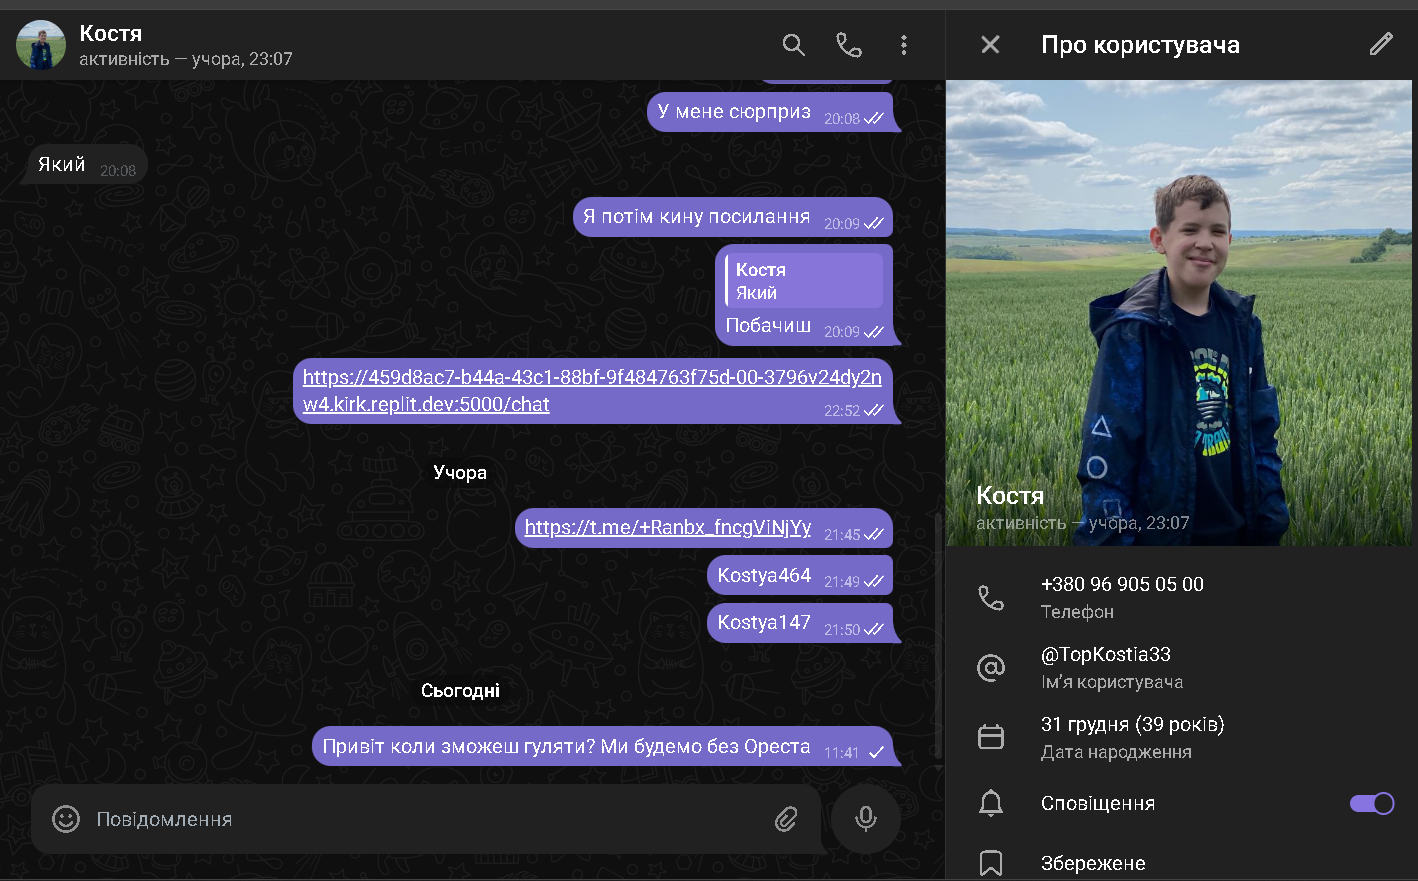 Костя
активність — учора, 23:07
У мене сюрприз 20:08
Який 20:08
Я потім кину посилання 20:09
Костя
Який
Побачиш 20:09
https://459d8ac7-b44a-43c1-88bf-9f484763f75d-00-3796v24dy2n
w4.kirk.replit.dev:5000/chat 22:52
Учора
https://t.me/+Ranbx_fncgViNjYy 21:45
Kostya464 21:49
Kostya147 21:50
Сьогодні
Привіт коли зможеш гуляти? Ми будемо без Ореста 11:41
Повідомлення
Про користувача
Костя
активність — учора, 23:07
+380 96 905 05 00
Телефон
@TopKostia33
Ім’я користувача
31 грудня (39 років)
Дата народження
Сповіщення
Збережене